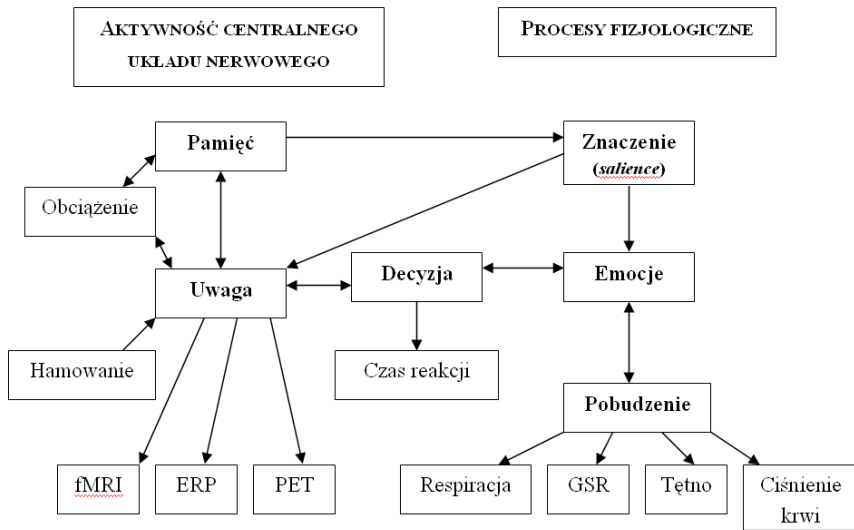 AKTYWNOŚĆ CENTRALNEGO
UKŁADU NERWOWEGO
PROCESY FIZJOLOGICZNE
Pamięć
Znaczenie
(salience)
Obciążenie
Uwaga
Decyzja
Emocje
Hamowanie
Czas reakcji
Pobudzenie
fMRI
ERP
PET
Respiracja
GSR
Tętno
Ciśnienie
krwi